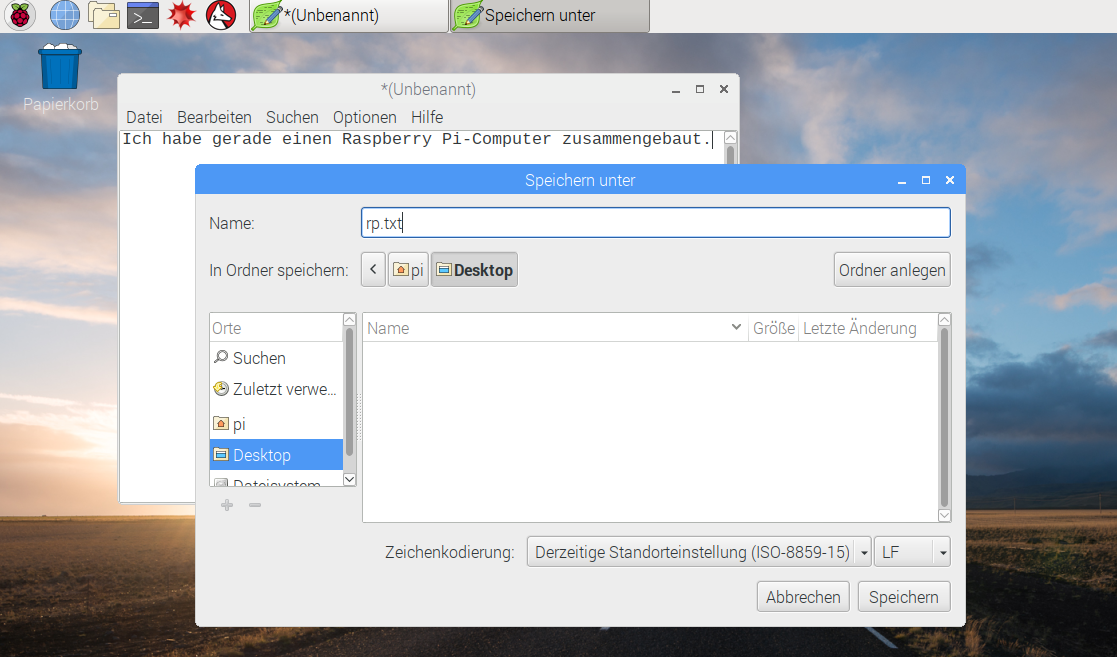 *(Unbenannt)
Speichern unter
Papierkorb
*(Unbenannt)
Datei Bearbeiten Suchen Optionen Hilfe
Ich habe gerade einen Raspberry Pi-Computer zusammengebaut.
Speichern unter
Name: rp.txt
In Ordner speichern: pi Desktop Ordner anlegen
Orte
Name Größe Letzte Änderung
Suchen
Zuletzt verwe...
pi
Desktop
Dateisystem
Zeichenkodierung: Derzeitige Standorteinstellung (ISO-8859-15) LF
Abbrechen Speichern